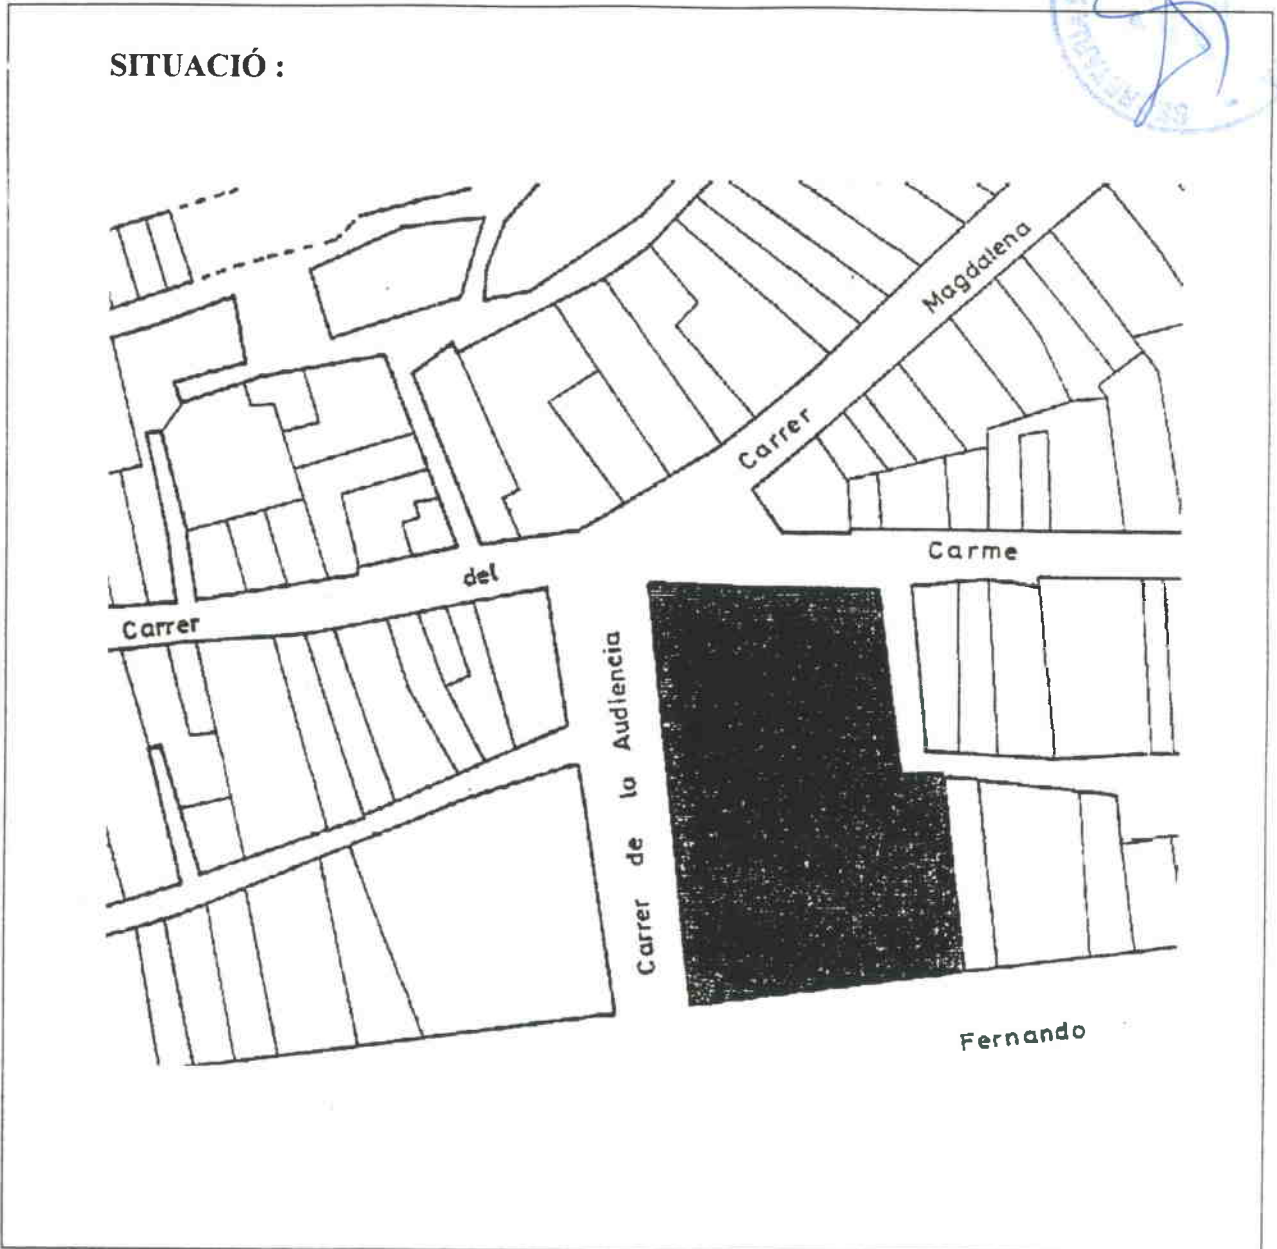 SITUACIÓ :
Magdalena
Carrer
Carme
del
Carrer
Carrer de la Audiencia
Fernando